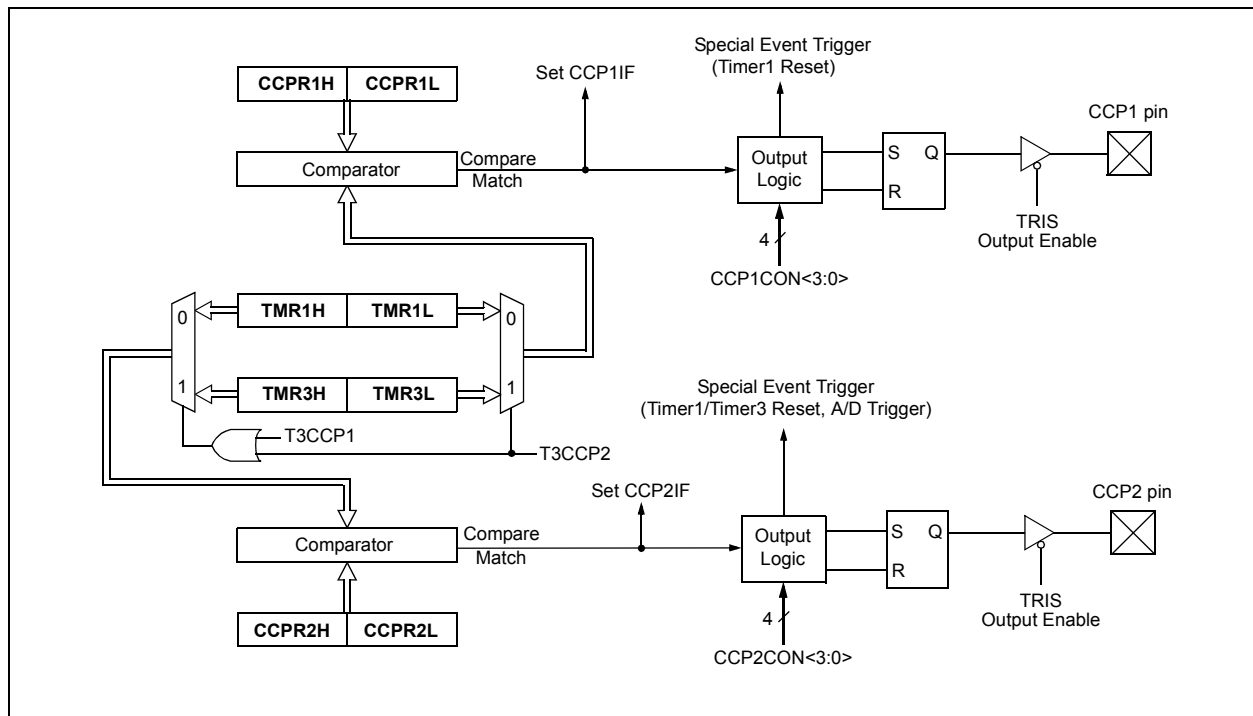 Special Event Trigger
(Timer1 Reset)
Set CCP1IF
CCPR1H CCPR1L
CCP1 pin
Comparator
Compare
Match
Output
Logic
S Q
R
TRIS
Output Enable
4
CCP1CON<3:0>
0
TMR1H TMR1L
0
1
TMR3H TMR3L
1
T3CCP1
T3CCP2
Special Event Trigger
(Timer1/Timer3 Reset, A/D Trigger)
Set CCP2IF
CCP2 pin
Comparator
Compare
Match
Output
Logic
S Q
R
TRIS
Output Enable
4
CCPR2H CCPR2L
CCP2CON<3:0>